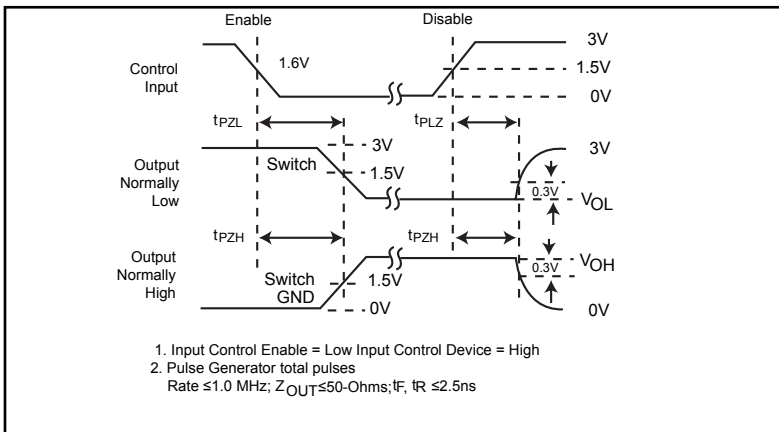 Enable
Disable
Control
Input
1.6V
3V
1.5V
0V
tPZL
tPLZ
Output
Normally
Low
Switch
3V
1.5V
3V
0.3V
VOL
tPZH
tPZH
Output
Normally
High
Switch
GND
1.5V
0V
VOH
0.3V
0V
1. Input Control Enable = Low Input Control Device = High
2. Pulse Generator total pulses
Rate ≤1.0 MHz; ZOUT≤50-Ohms;tF, tR ≤2.5ns